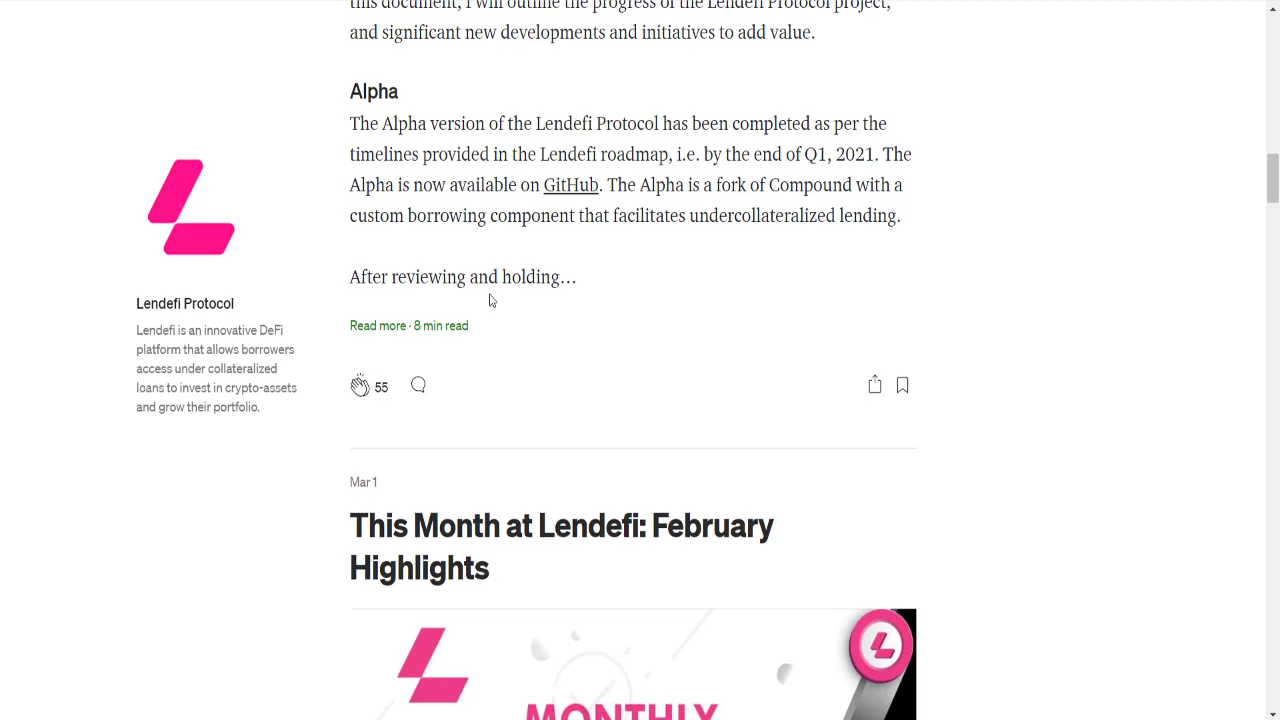 this document, I will outline the progress of the Lendefi Protocol project,
and significant new developments and initiatives to add value.
Alpha
The Alpha version of the Lendefi Protocol has been completed as per the
timelines provided in the Lendefi roadmap, i.e. by the end of Q1, 2021. The
Alpha is now available on GitHub. The Alpha is a fork of Compound with a
custom borrowing component that facilitates undercollateralized lending.
After reviewing and holding…
Read more · 8 min read
55
Lendefi Protocol
Lendefi is an innovative DeFi
platform that allows borrowers
access under collateralized
loans to invest in crypto-assets
and grow their portfolio.
Mar 1
This Month at Lendefi: February
Highlights
MONTHLY